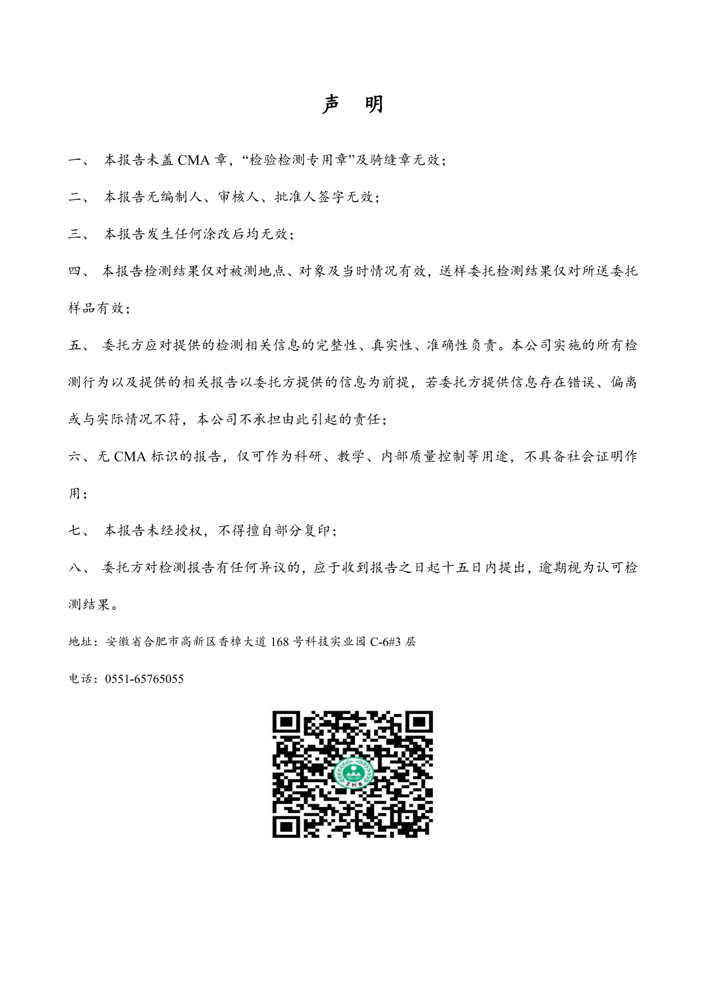 声 明
一、 本报告未盖 CMA 章，“检验检测专用章”及骑缝章无效；
二、 本报告无编制人、审核人、批准人签字无效；
三、 本报告发生任何涂改后均无效；
四、 本报告检测结果仅对被测地点、对象及当时情况有效，送样委托检测结果仅对所送委托
样品有效；
五、 委托方应对提供的检测相关信息的完整性、真实性、准确性负责。本公司实施的所有检
测行为以及提供的相关报告以委托方提供的信息为前提，若委托方提供信息存在错误、偏离
或与实际情况不符，本公司不承担由此引起的责任；
六、无 CMA 标识的报告，仅可作为科研、教学、内部质量控制等用途，不具备社会证明作
用；
七、 本报告未经授权，不得擅自部分复印；
八、 委托方对检测报告有任何异议的，应于收到报告之日起十五日内提出，逾期视为认可检
测结果。
地址：安徽省合肥市高新区香樟大道 168 号科技实业园 C-6#3 层
电话：0551-65765055
ZHB